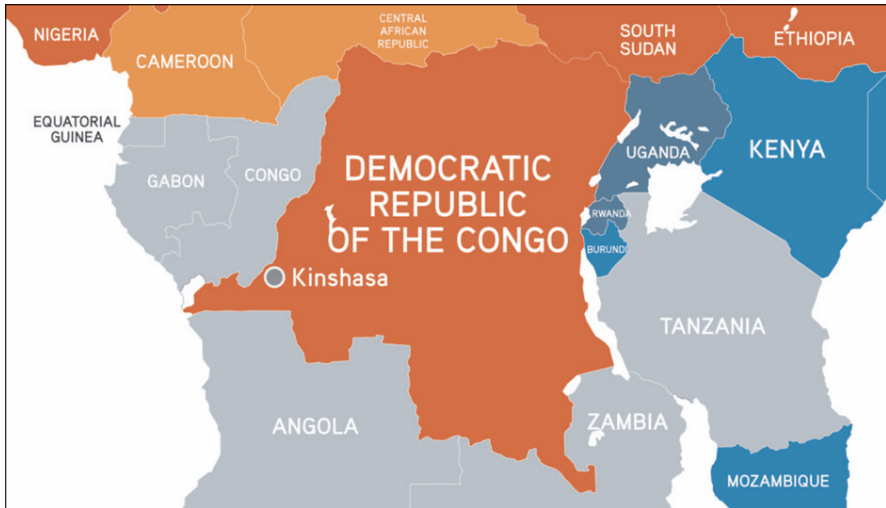 NIGERIA
CAMEROON
CENTRAL
AFRICAN
REPUBLIC
SOUTH
SUDAN
ETHIOPIA
EQUATORIAL
GUINEA
GABON
CONGO
DEMOCRATIC
REPUBLIC
OF THE CONGO
UGANDA
KENYA
RWANDA
BURUNDI
Kinshasa
TANZANIA
ANGOLA
ZAMBIA
MOZAMBIQUE